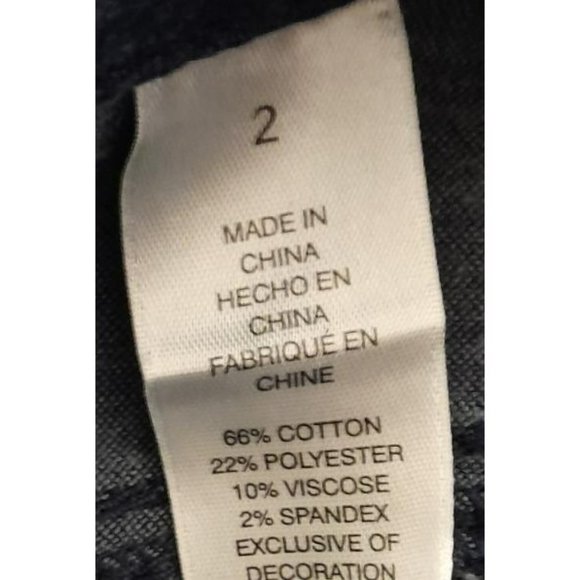 2
MADE IN
CHINA
HECHO EN
CHINA
FABRIQUÉ EN
CHINE
66% COTTON
22% POLYESTER
10% VISCOSE
2% SPANDEX
EXCLUSIVE OF
DECORATION